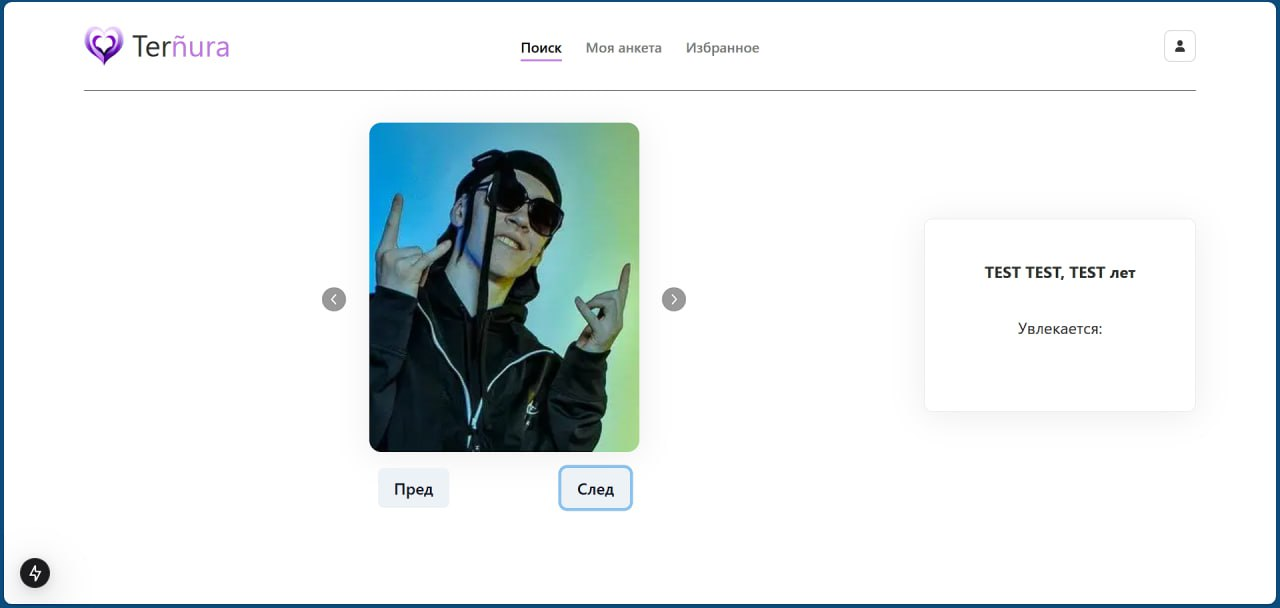 Terñura
Поиск
Моя анкета
Избранное
TEST TEST, TEST лет
Увлекается:
Пред
След